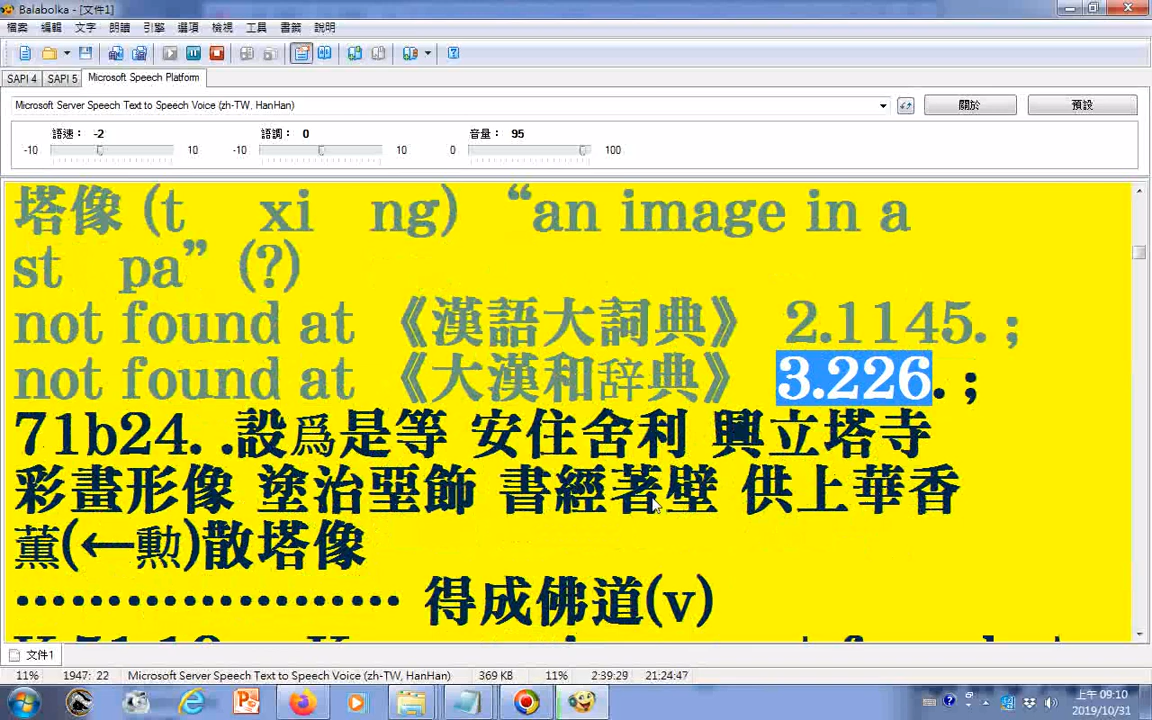 Balabolka - [文件1]
檔案 編輯 文字 朗讀 引擎 選項 檢視 工具 書籤 說明
SAPI 4 SAPI 5 Microsoft Speech Platform
Microsoft Server Speech Text to Speech Voice (zh-TW, HanHan) 關於 預設
語速： -2 語調： 0 音量： 95
-10 10 -10 10 0 100
塔像 (t xi ng) “an image in a
st pa” (?)
not found at 《漢語大詞典》 2.1145. ;
not found at 《大漢和辞典》 3.226. ;
71b24. .設爲是等 安住舍利 興立塔寺
彩畫形像 塗治堊飾 書經著壁 供上華香
薰(←勳)散塔像
····················· 得成佛道(v)
文件1
11% 1947: 22 Microsoft Server Speech Text to Speech Voice (zh-TW, HanHan) 369 KB 11% 2:39:29 21:24:47
上午 09:10
2019/10/31